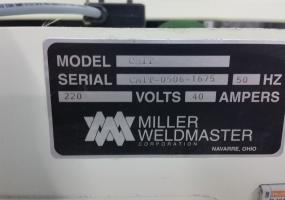 MODEL
SERIAL 50 HZ
220 VOLTS 40 AMPERS
MILLER
WELDMASTER
CORPORATION
NAVARRE, OHIO